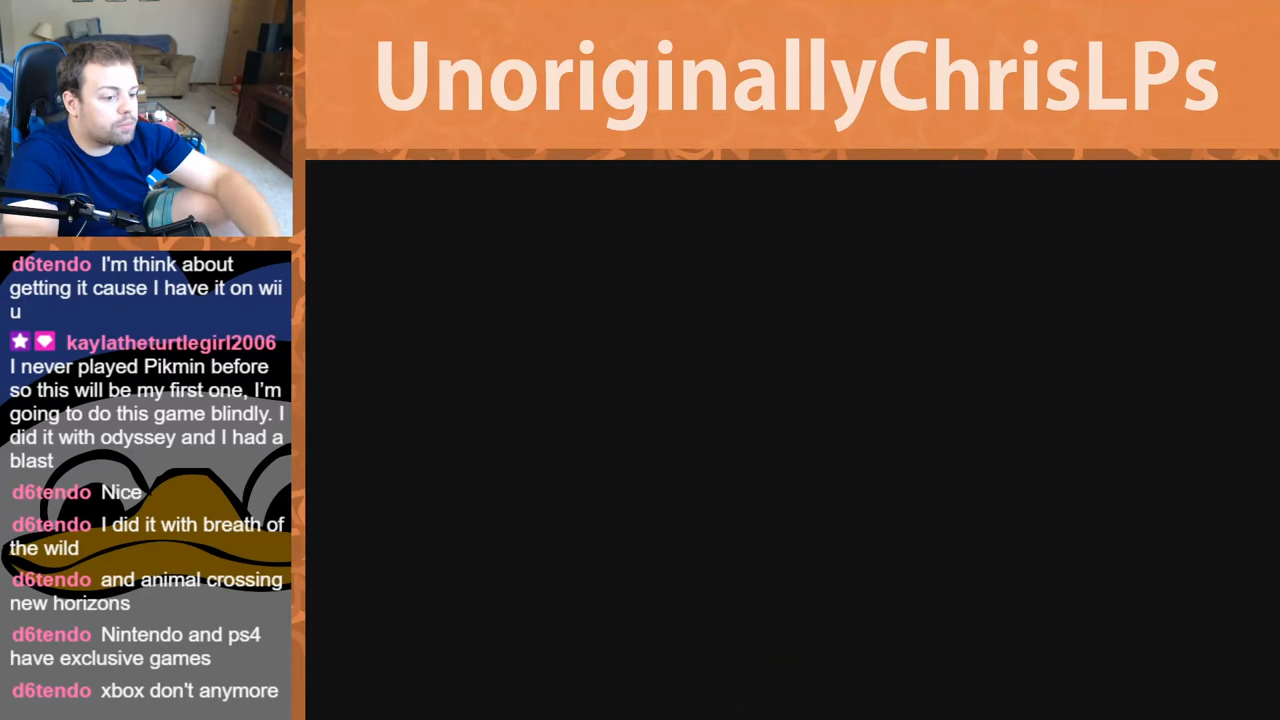 UnoriginallyChrisLPs
d6tendo I'm think about
getting it cause I have it on wii
u
kaylatheturtlegirl2006
I never played Pikmin before
so this will be my first one, I'm
going to do this game blindly. I
did it with odyssey and I had a
blast
d6tendo Nice
d6tendo I did it with breath of
the wild
d6tendo and animal crossing
new horizons
d6tendo Nintendo and ps4
have exclusive games
d6tendo xbox don't anymore